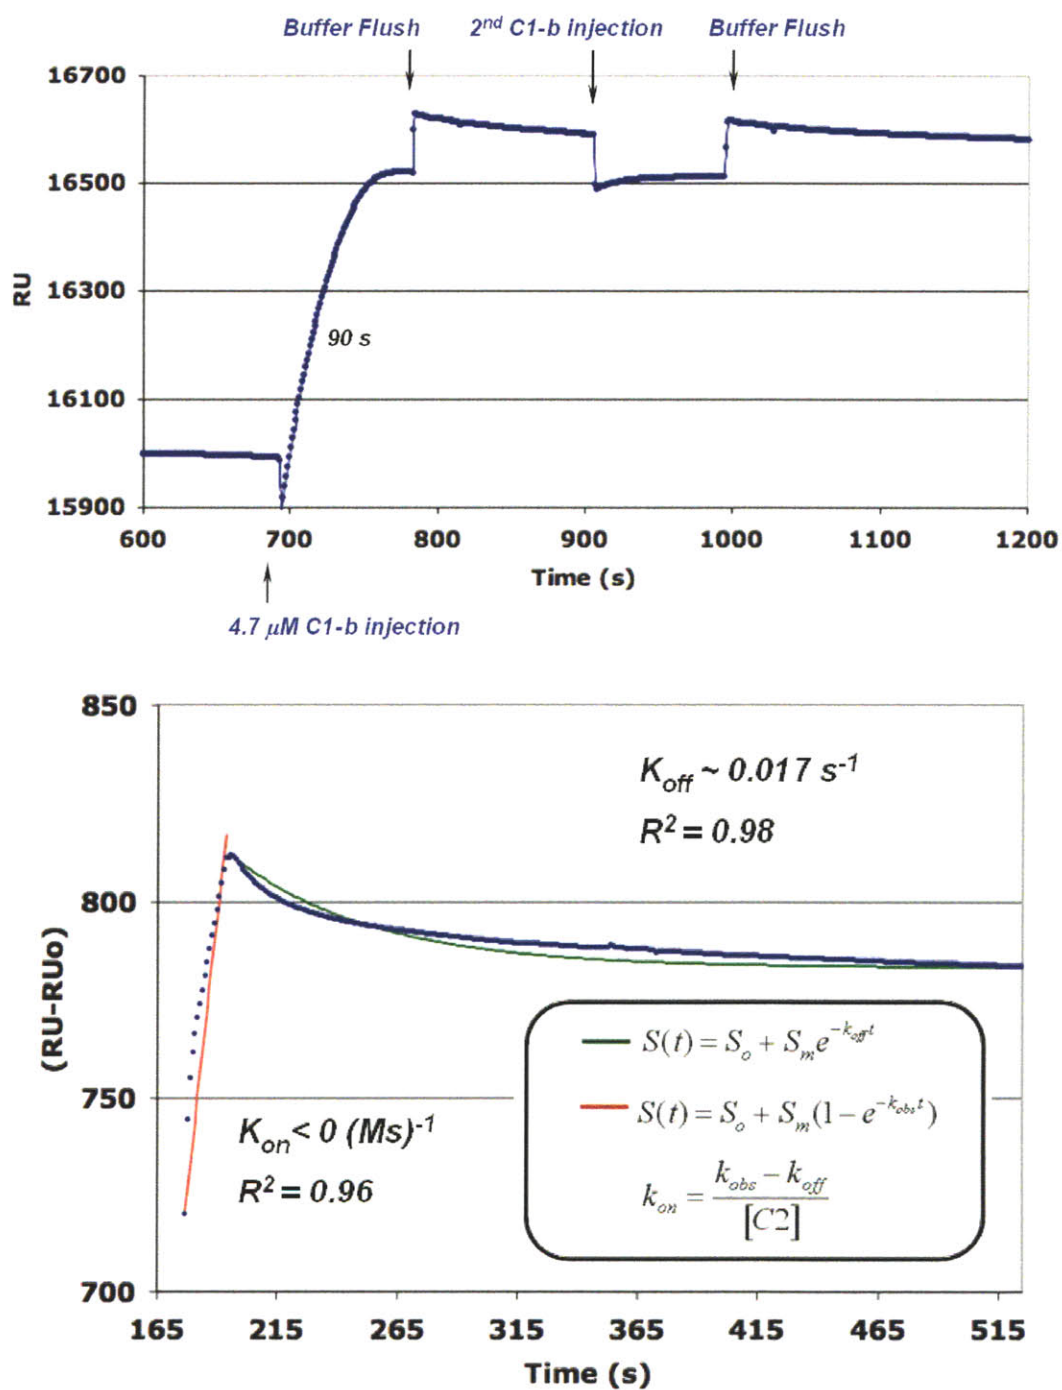 Buffer Flush 2nd C1-b injection Buffer Flush
16700
16500
16300
16100
15900
RU
90 s
600 700 800 900 1000 1100 1200
Time (s)
4.7 μM C1-b injection
850
800
750
700
(RU-RUo)
Koff ~ 0.017 s-1
R2 = 0.98
Kon< 0 (Ms)-1
R2 = 0.96
S(t) = So + Sme-kofft
S(t) = So + Sm(1 − e-kobst)
kon = kobs − koff / [C2]
165 215 265 315 365 415 465 515
Time (s)